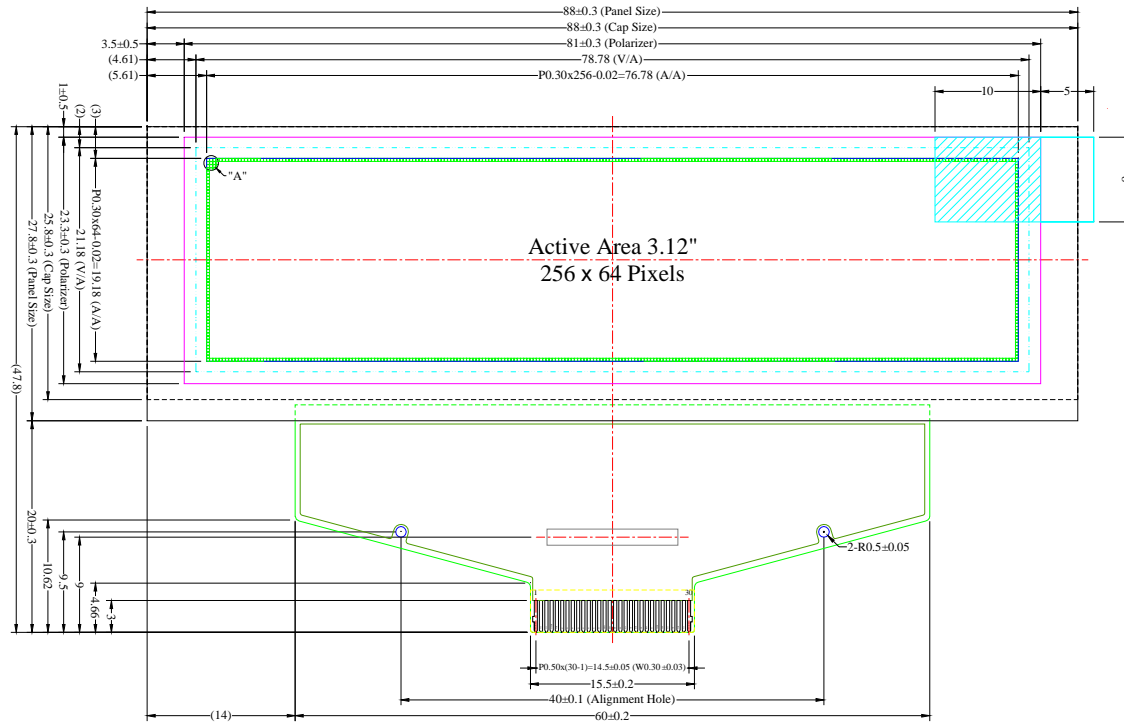 88±0.3 (Panel Size)
88±0.3 (Cap Size)
3.5±0.5
81±0.3 (Polarizer)
(4.61)
78.78 (V/A)
(5.61)
P0.30x256-0.02=76.78 (A/A)
10
5
1±0.5
(2)
(3)
"A"
P0.30x64-0.02=19.18 (A/A)
21.18 (V/A)
23.3±0.3 (Polarizer)
25.8±0.3 (Cap Size)
27.8±0.3 (Panel Size)
(47.8)
Active Area 3.12"
256 x 64 Pixels
20±0.3
10.62
9.5
9
4.66
3
2-R0.5±0.05
1
30
P0.50x(30-1)=14.5±0.05 (W0.30±0.03)
15.5±0.2
40±0.1 (Alignment Hole)
(14)
60±0.2